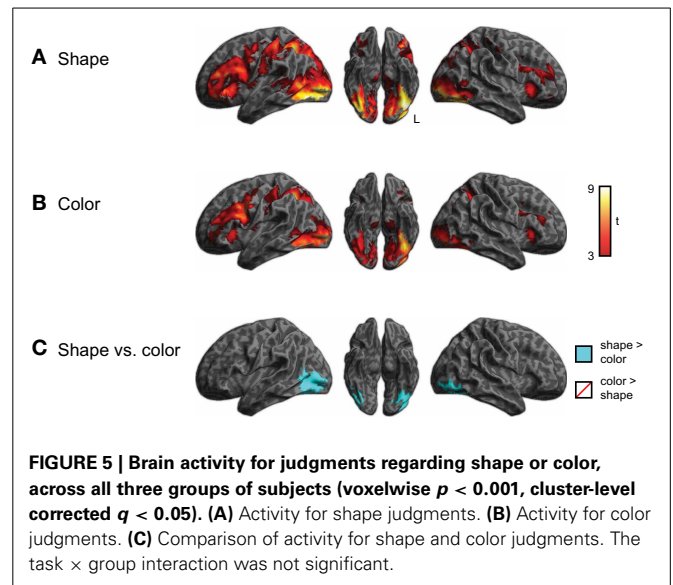 A Shape
L
B Color
9
t
3
C Shape vs. color
shape >
color
color >
shape
FIGURE 5 | Brain activity for judgments regarding shape or color,
across all three groups of subjects (voxelwise p < 0.001, cluster-level
corrected q < 0.05). (A) Activity for shape judgments. (B) Activity for color
judgments. (C) Comparison of activity for shape and color judgments. The
task × group interaction was not significant.